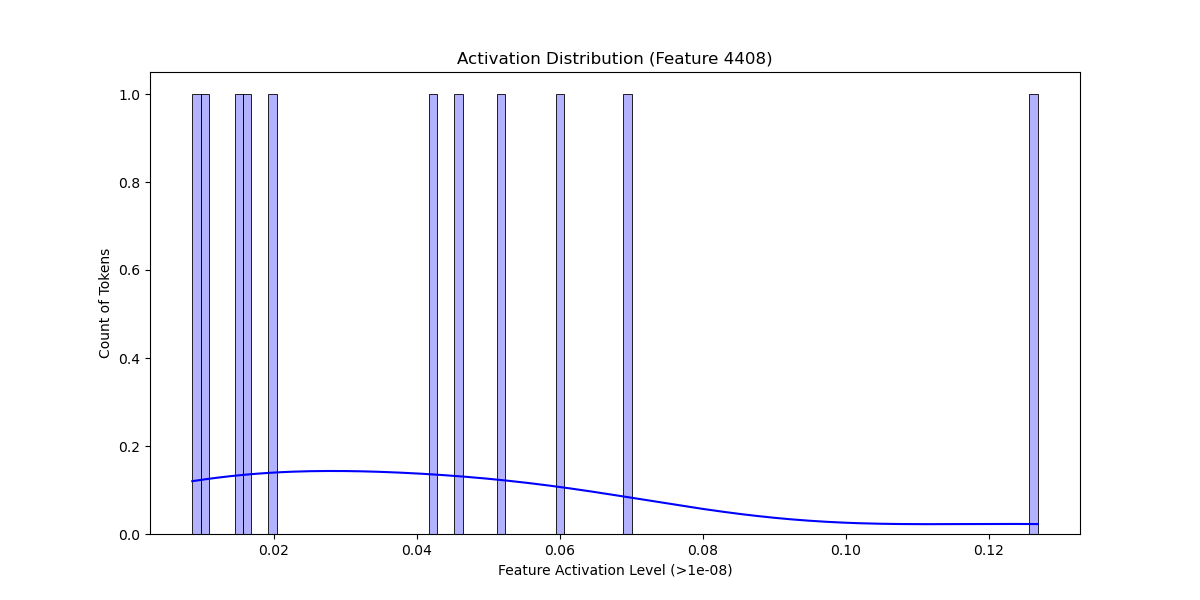 Activation Distribution (Feature 4408)
1.0
0.8
0.6
0.4
0.2
0.0
Count of Tokens
0.02 0.04 0.06 0.08 0.10 0.12
Feature Activation Level (>1e-08)